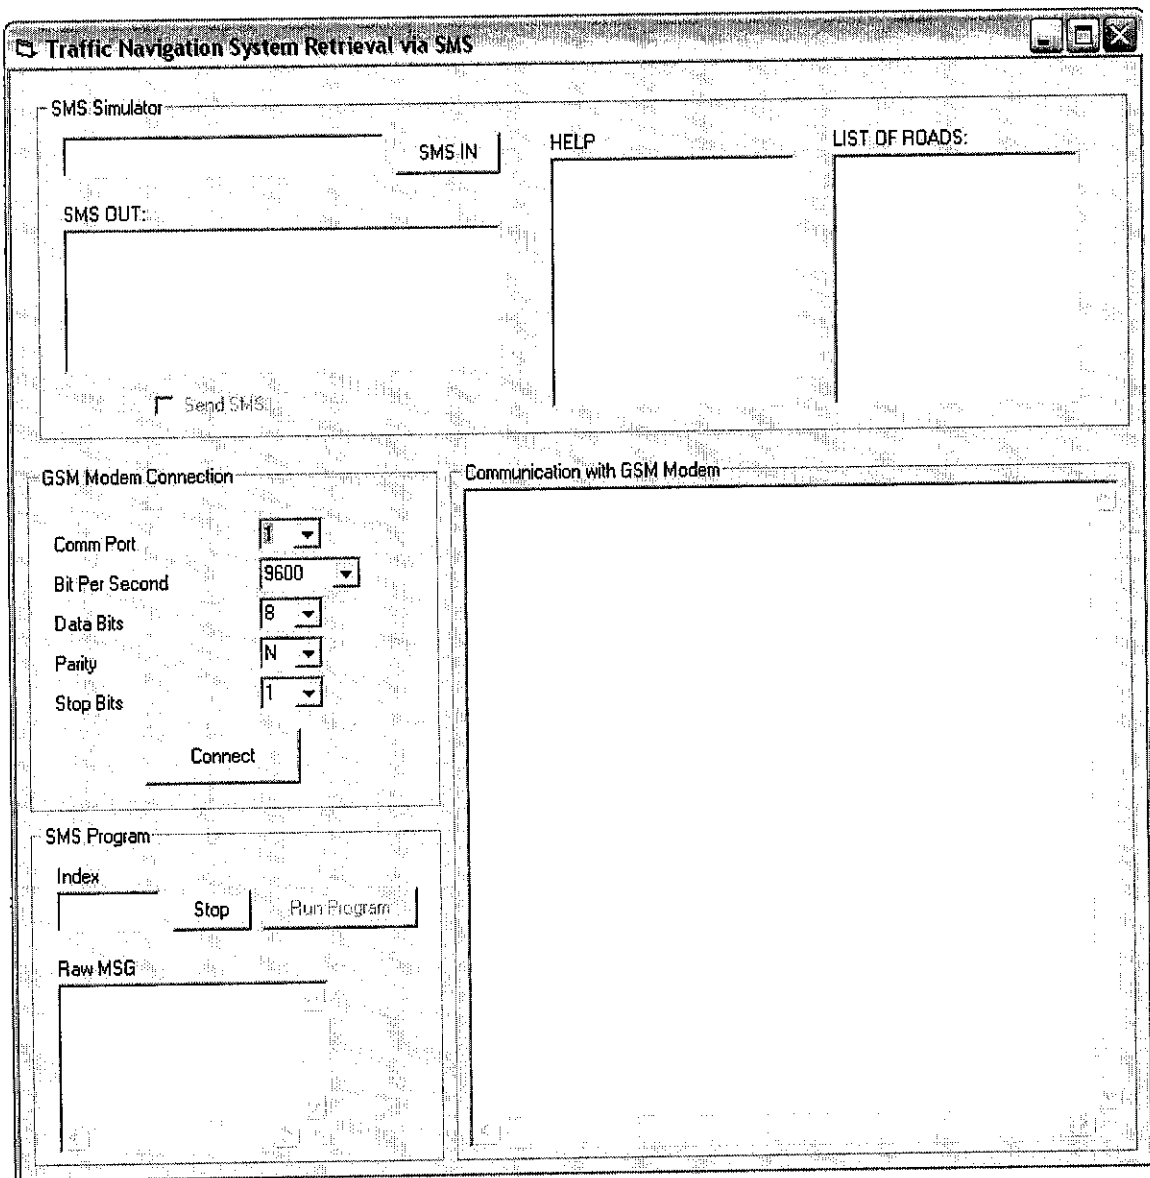 Traffic Navigation System Retrieval via SMS
SMS Simulator
SMS IN
HELP
LIST OF ROADS:
SMS OUT:
Send SMS
GSM Modem Connection
Comm Port
1
Bit Per Second
9600
Data Bits
8
Parity
N
Stop Bits
1
Connect
Communication with GSM Modem
SMS Program
Index
Stop
Run Program
Raw MSG